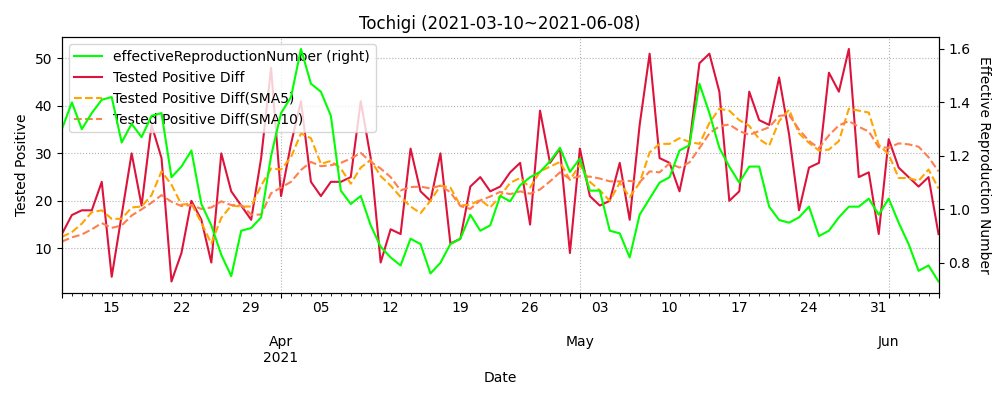 Tochigi (2021-03-10~2021-06-08)
effectiveReproductionNumber (right)
Tested Positive Diff
Tested Positive Diff(SMA5)
Tested Positive Diff(SMA10)
Tested Positive
50
40
30
20
10
1.6
1.4
1.2
1.0
0.8
Effective Reproduction Number
15 22 29 05 12 19 26 03 10 17 24 31
Apr May Jun
2021
Date